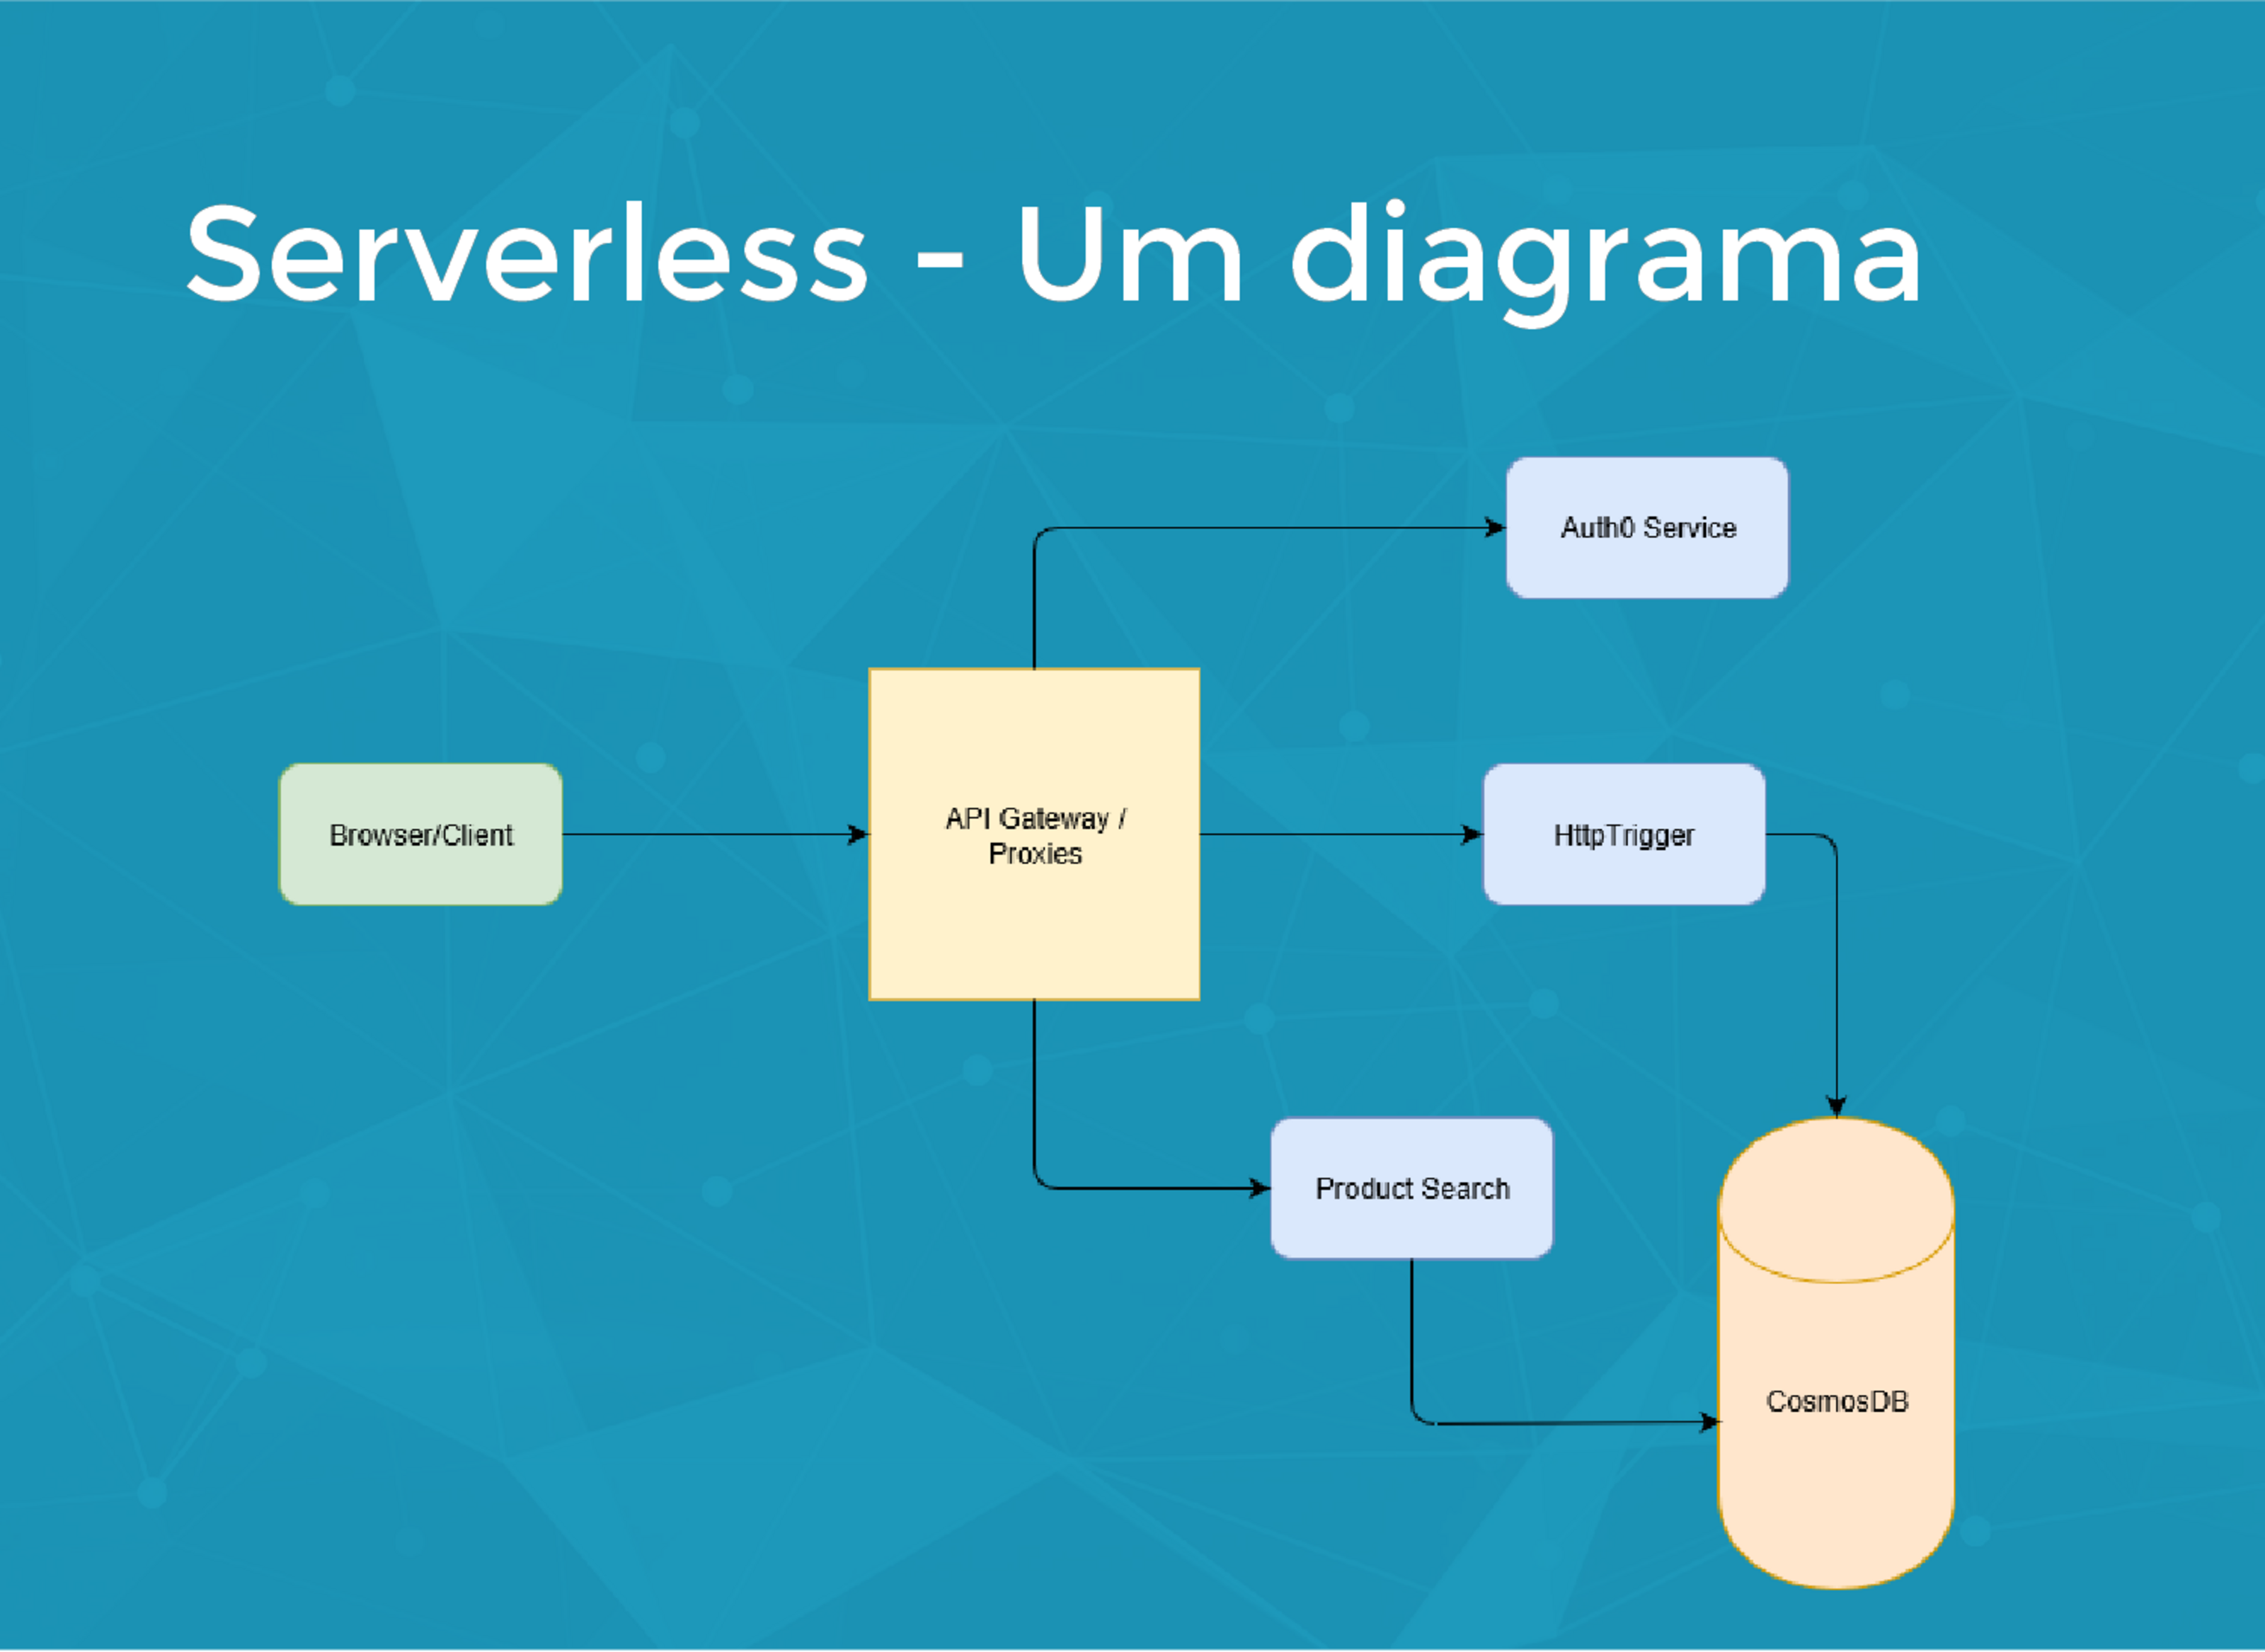 Serverless - Um diagrama
Auth0 Service
Browser/Client
API Gateway /
Proxies
HttpTrigger
Product Search
CosmosDB